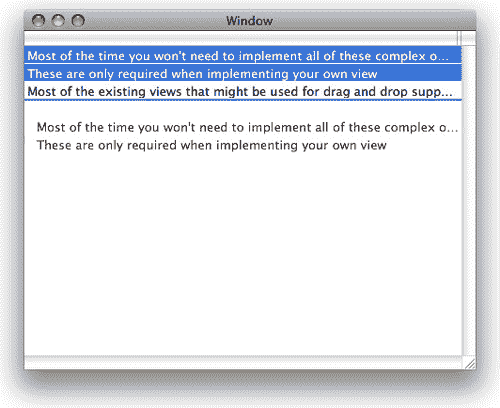 Window
Most of the time you won't need to implement all of these complex o...
These are only required when implementing your own view
Most of the existing views that might be used for drag and drop supp...
Most of the time you won't need to implement all of these complex o...
These are only required when implementing your own view